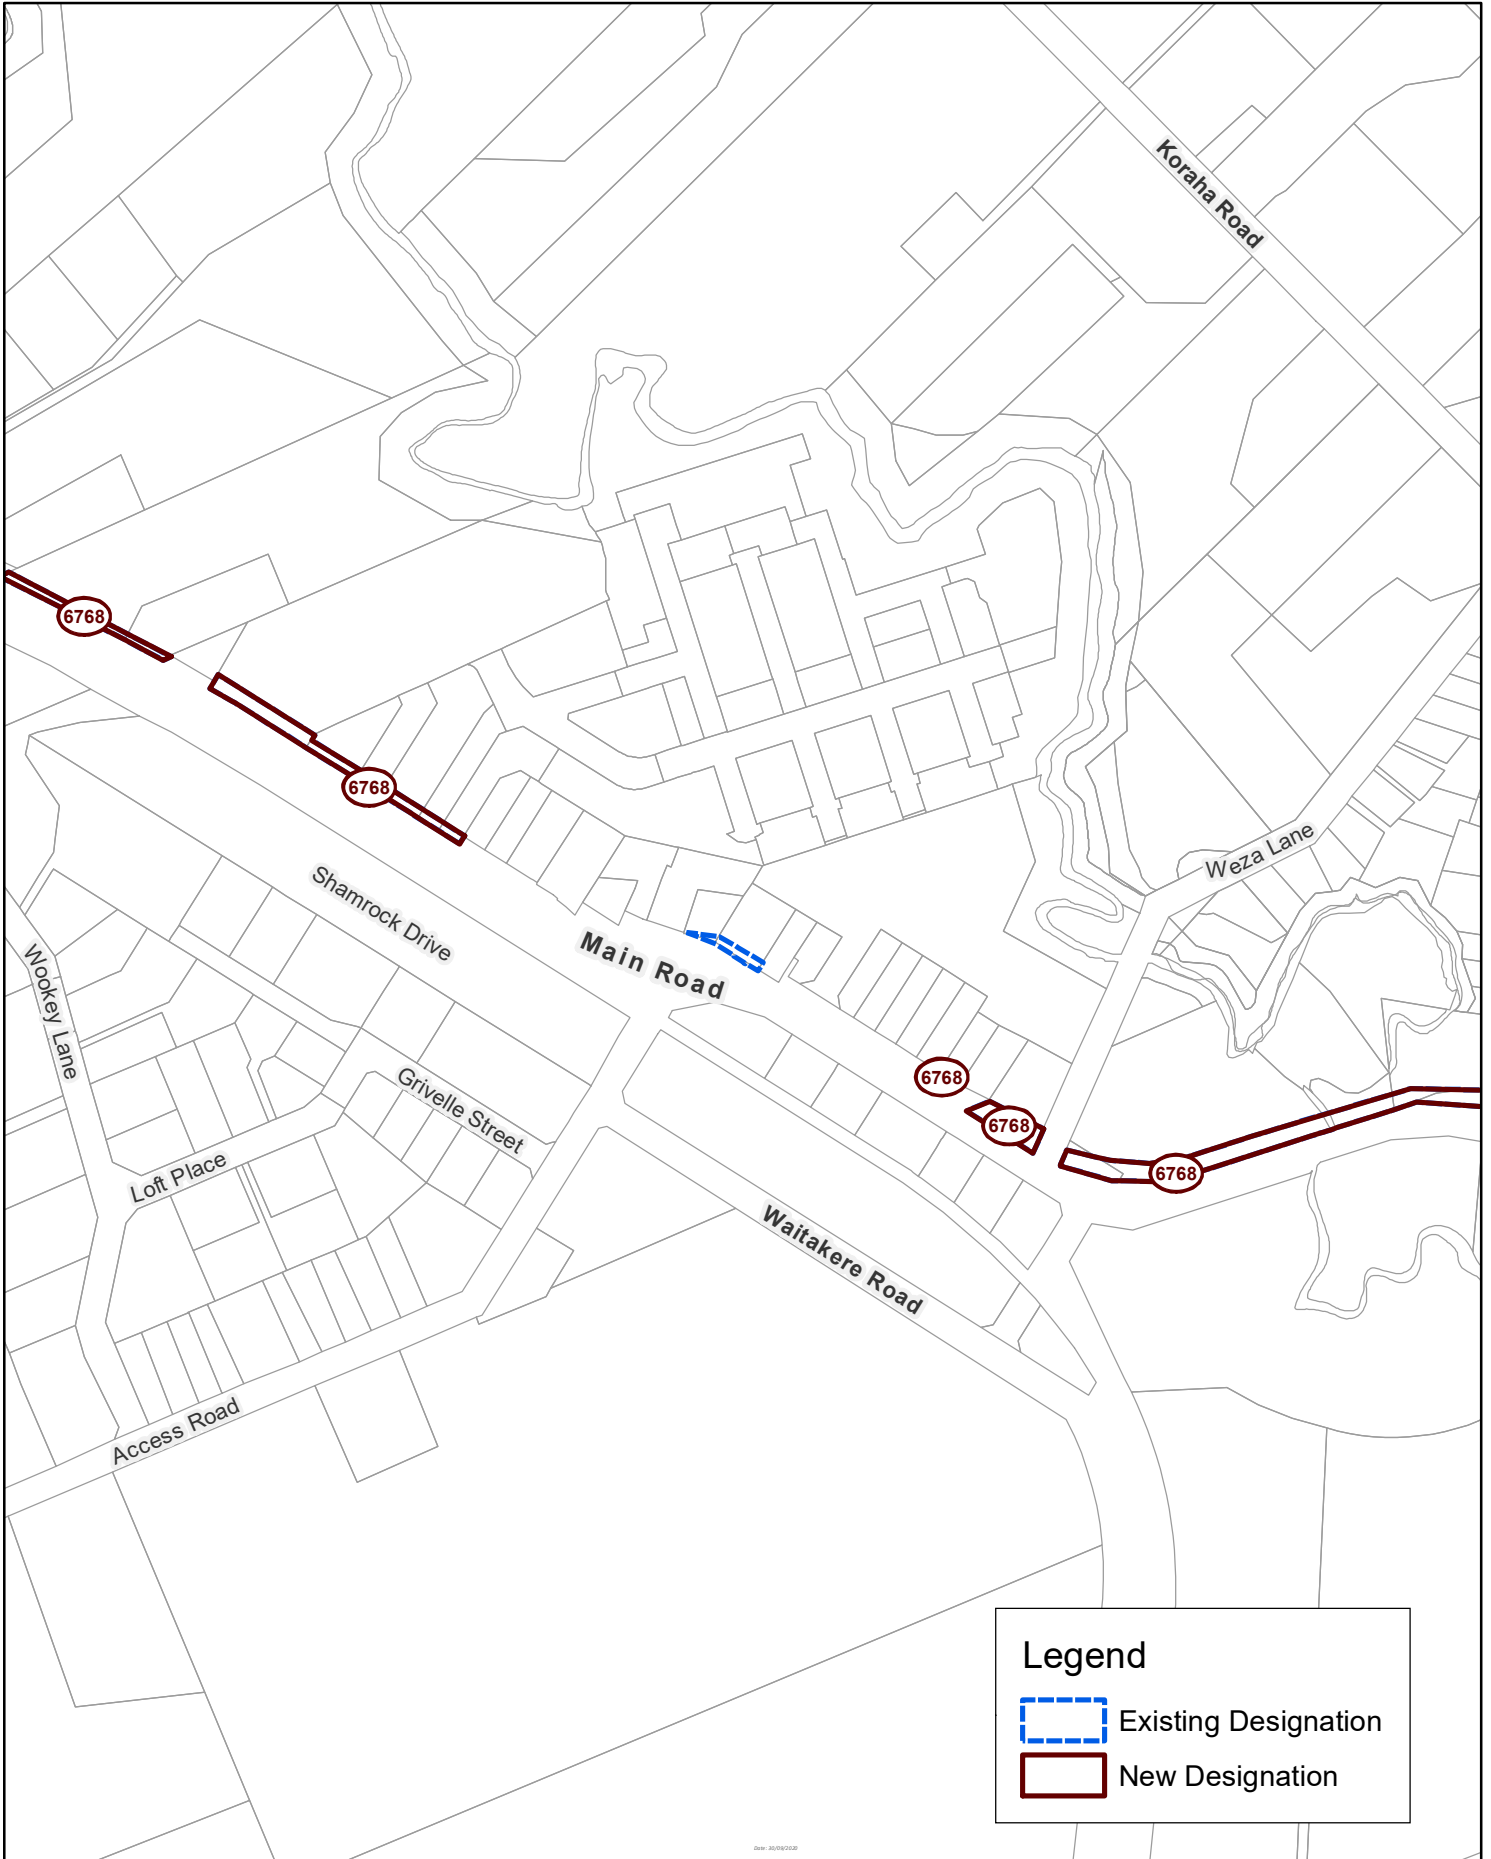 Koraha Road
6768
6768
Weza Lane
Shamrock Drive
Main Road
Wookey Lane
6768
Grivelle Street
6768
6768
Loft Place
Waitakere Road
Access Road
Legend
Existing Designation
New Designation